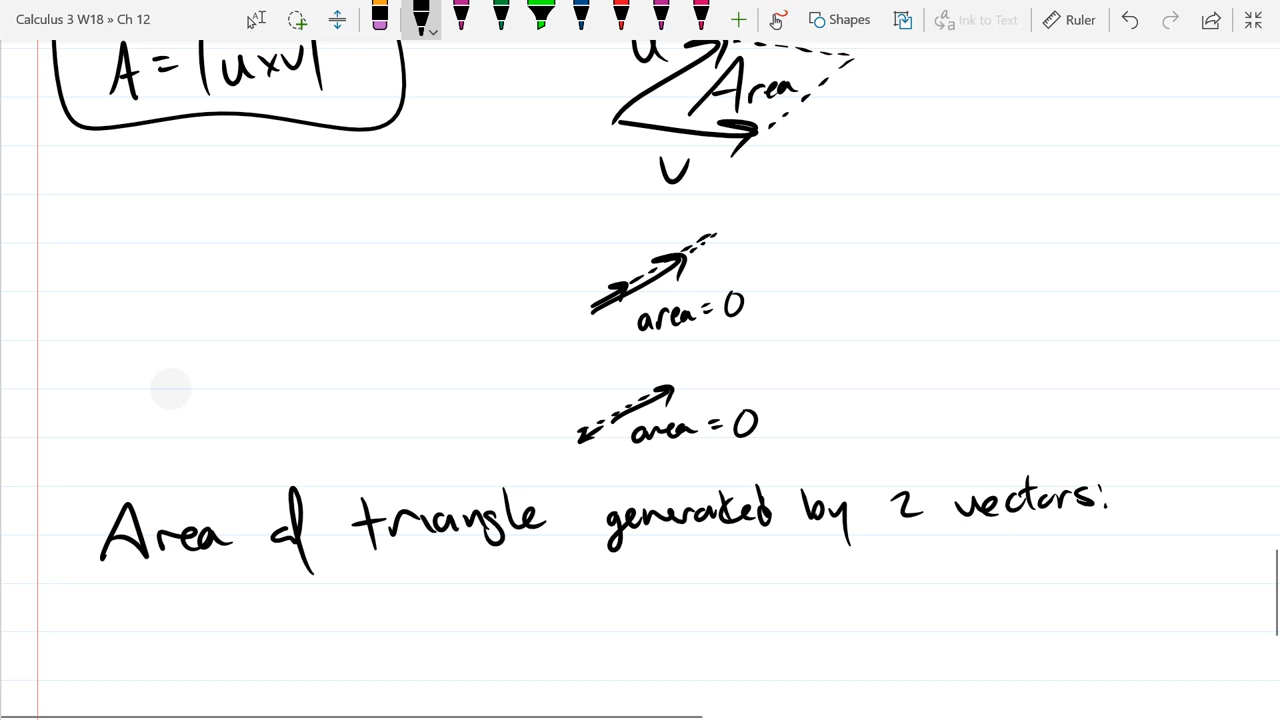 Calculus 3 W18 » Ch 12
Shapes
Ink to Text
Ruler
A = |u×v|
u
Area
v
area = 0
area = 0
Area of triangle generated by 2 vectors: